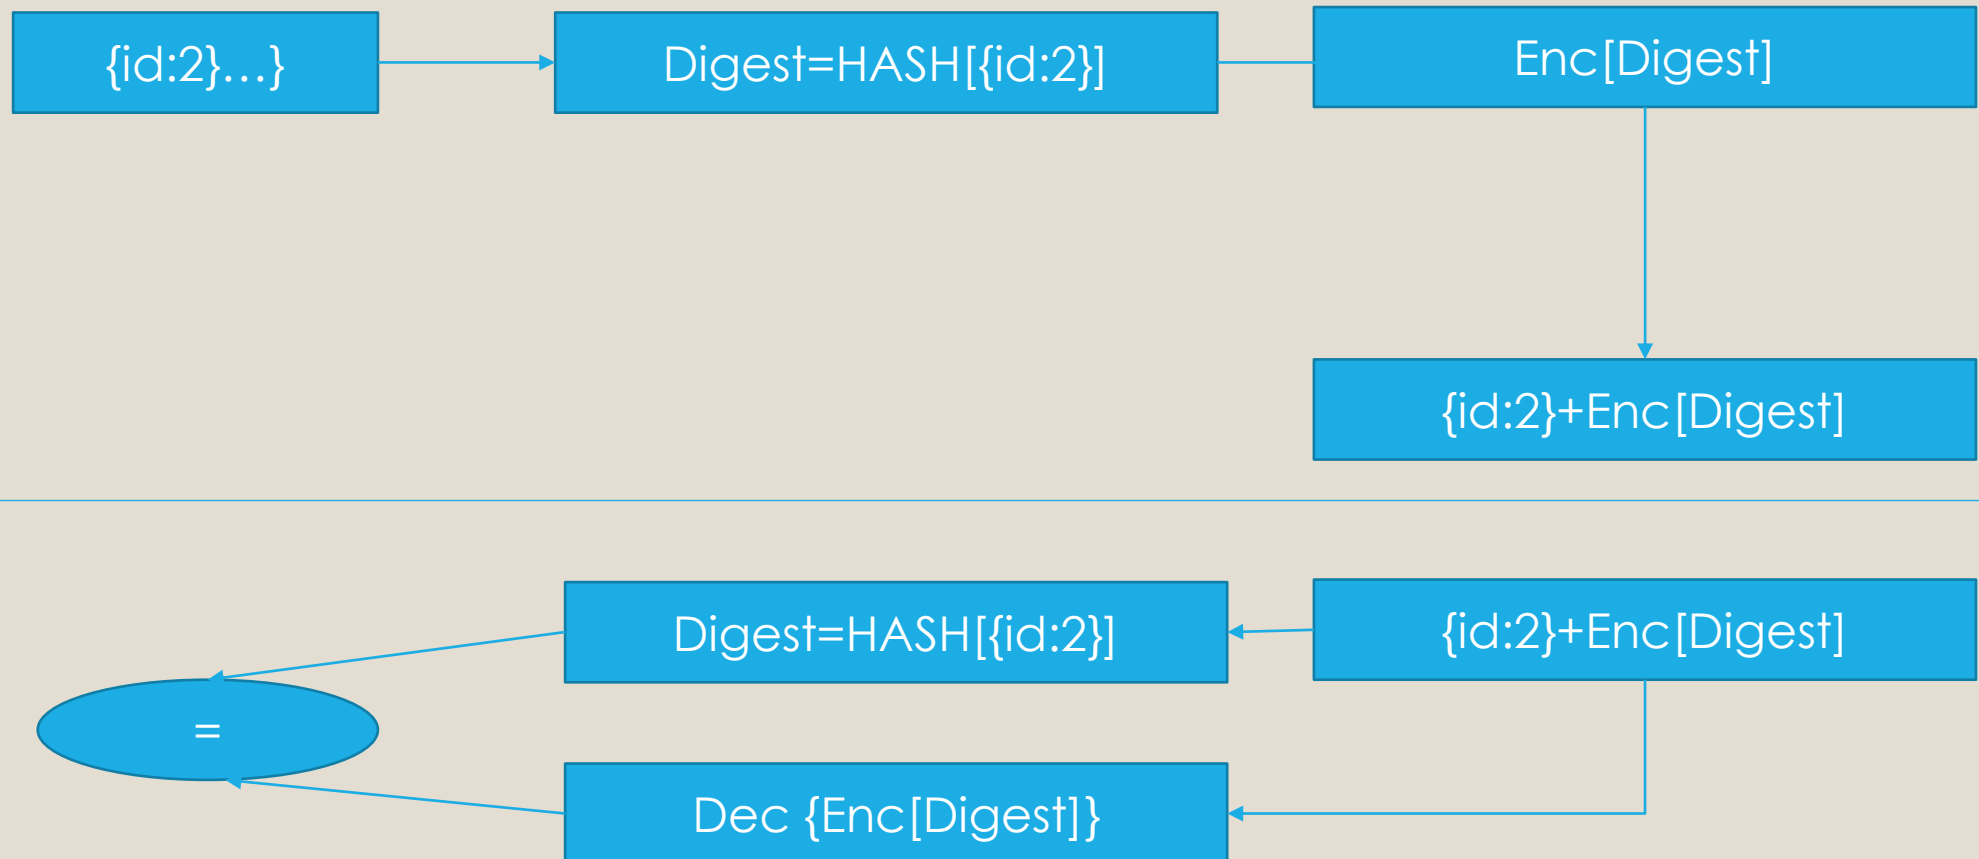 {id:2}…}
Digest=HASH[{id:2}]
Enc[Digest]
{id:2}+Enc[Digest]
Digest=HASH[{id:2}]
{id:2}+Enc[Digest]
=
Dec {Enc[Digest]}